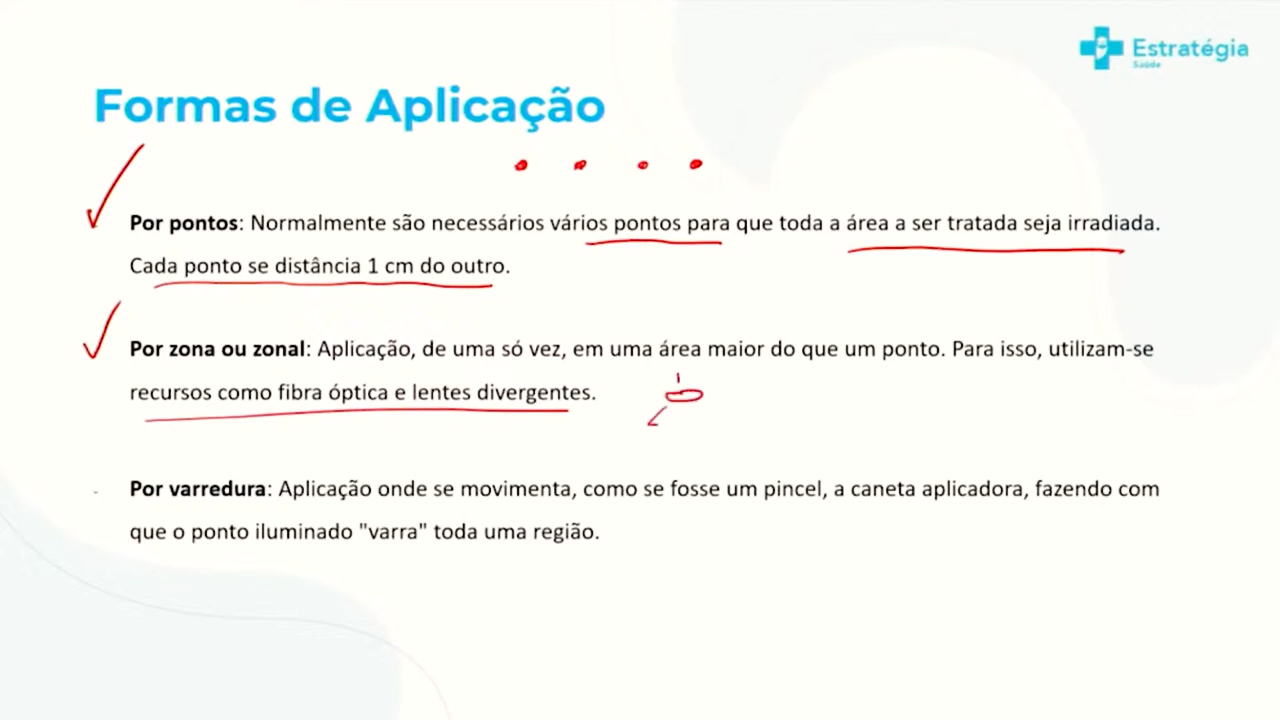 Estratégia
Saúde
Formas de Aplicação
Por pontos: Normalmente são necessários vários pontos para que toda a área a ser tratada seja irradiada.
Cada ponto se distância 1 cm do outro.
Por zona ou zonal: Aplicação, de uma só vez, em uma área maior do que um ponto. Para isso, utilizam-se
recursos como fibra óptica e lentes divergentes.
Por varredura: Aplicação onde se movimenta, como se fosse um pincel, a caneta aplicadora, fazendo com
que o ponto iluminado "varra" toda uma região.